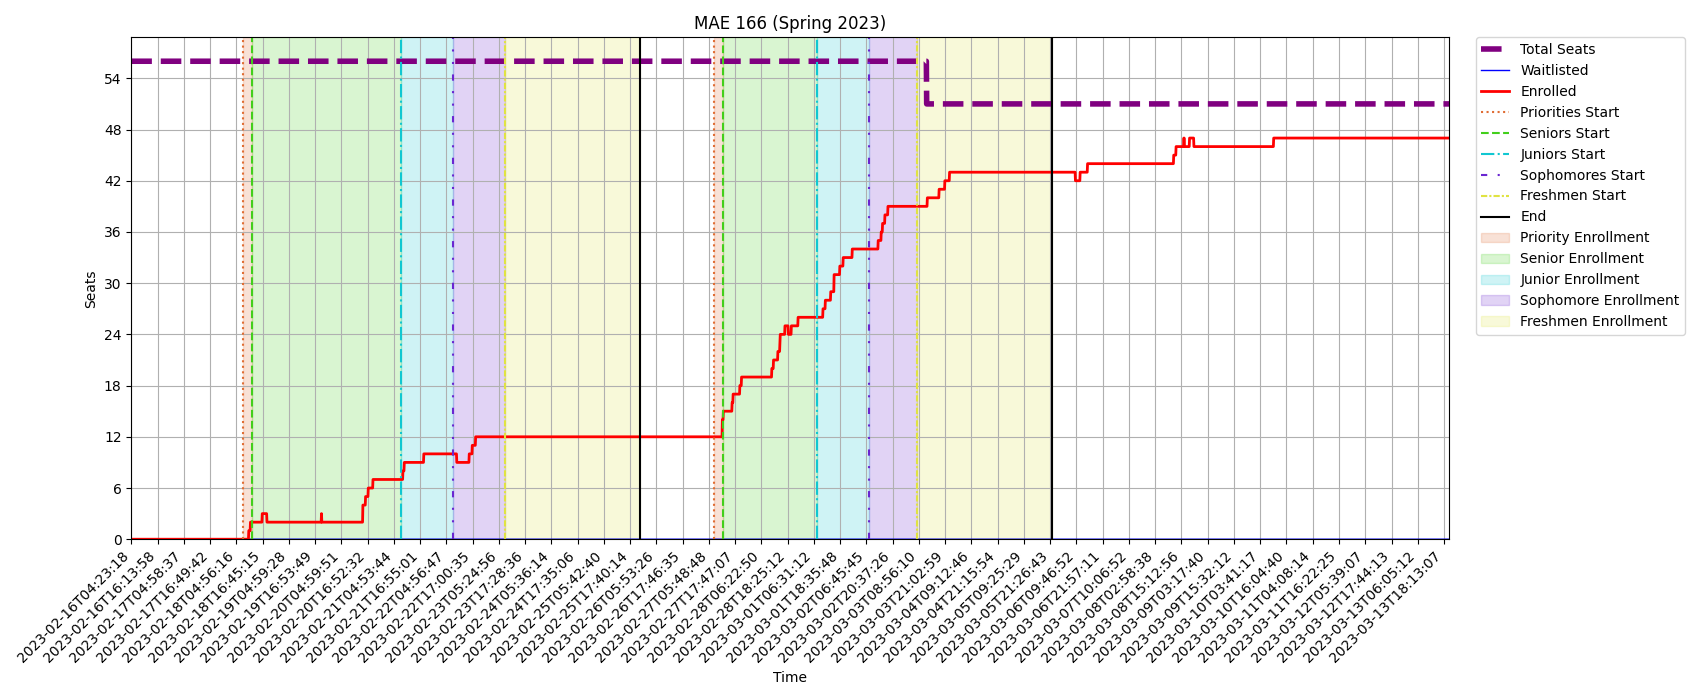 MAE 166 (Spring 2023)
Seats
54
48
42
36
30
24
18
12
6
0
2023-02-16T04:23:18
2023-02-16T16:13:58
2023-02-17T04:58:37
2023-02-17T16:49:42
2023-02-18T04:56:16
2023-02-18T16:45:15
2023-02-19T04:59:28
2023-02-19T16:53:49
2023-02-20T04:59:51
2023-02-20T16:52:32
2023-02-21T04:53:44
2023-02-21T16:55:01
2023-02-22T04:56:47
2023-02-22T17:00:35
2023-02-23T05:24:56
2023-02-23T17:28:36
2023-02-24T05:36:14
2023-02-24T17:35:06
2023-02-25T05:42:40
2023-02-25T17:40:14
2023-02-26T05:53:26
2023-02-26T17:46:35
2023-02-27T05:48:48
2023-02-27T17:47:07
2023-02-28T06:22:50
2023-02-28T18:25:12
2023-03-01T06:31:12
2023-03-01T18:35:48
2023-03-02T06:45:45
2023-03-02T20:37:26
2023-03-03T08:56:10
2023-03-03T21:02:59
2023-03-04T09:12:46
2023-03-04T21:15:54
2023-03-05T09:25:29
2023-03-05T21:26:43
2023-03-06T09:46:52
2023-03-06T21:57:11
2023-03-07T10:06:52
2023-03-08T02:58:38
2023-03-08T15:12:56
2023-03-09T03:17:40
2023-03-09T15:32:12
2023-03-10T03:41:17
2023-03-10T16:04:40
2023-03-11T04:08:14
2023-03-11T16:22:25
2023-03-12T05:39:07
2023-03-12T17:44:13
2023-03-13T06:05:12
2023-03-13T18:13:07
Time
Total Seats
Waitlisted
Enrolled
Priorities Start
Seniors Start
Juniors Start
Sophomores Start
Freshmen Start
End
Priority Enrollment
Senior Enrollment
Junior Enrollment
Sophomore Enrollment
Freshmen Enrollment